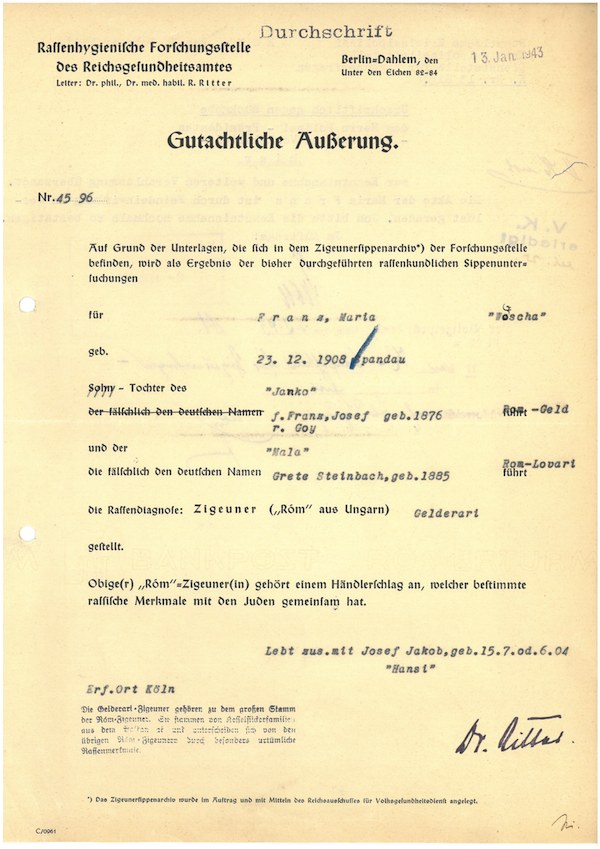 Durchschrift
Rassenhygienische Forschungsstelle
des Reichsgesundheitsamtes
Leiter: Dr. phil., Dr. med. habil. R. Ritter
Berlin=Dahlem, den 13. Jan. 1943
Unter den Eichen 82-84
Gutachtliche Äußerung.
Nr. 45 96
Auf Grund der Unterlagen, die sich in dem Zigeunersippenarchiv*) der Forschungsstelle
befinden, wird als Ergebnis der bisher durchgeführten rassenkundlichen Sippenunter-
suchungen
für Franz, Maria "Woscha"
geb. 23. 12. 1908 Spandau
Sohn - Tochter des "Janko"
der fälschlich den deutschen Namen f.Franz,Josef geb.1876 führt Rom-Geld
r. Goy
und der "Mala"
die fälschlich den deutschen Namen Grete Steinbach,geb.1885 führt Rom-Lovari
die Rassendiagnose: Zigeuner („Róm" aus Ungarn) Gelderari
gestellt.
Obige(r) „Róm"=Zigeuner(in) gehört einem Händlerschlag an, welcher bestimmte
rassische Merkmale mit den Juden gemeinsam hat.
Lebt zus.mit Josef Jakob,geb.15.7.od.6.04
"Hansi"
Erf.Ort Köln
Die Gelderari-Zigeuner gehören zu dem großen Stamm
der Róm-Zigeuner. Sie stammen von Kesselflickerfamilien
aus dem und unterscheiden sich von den
übrigen Róm-Zigeunern durch besonders urtümliche
Rassenmerkmale.
Dr. Ritter.
*) Das Zigeunersippenarchiv wurde im Auftrag und mit Mitteln des Reichsausschusses für Volksgesundheitsdienst angelegt.
C/0961